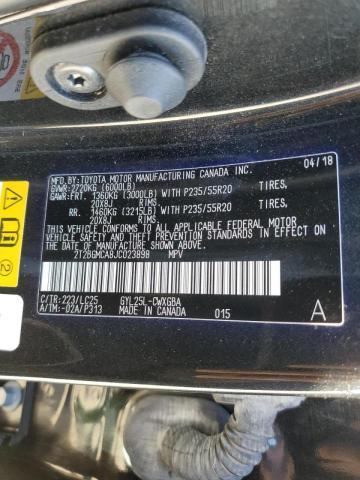 MFD.BY:TOYOTA MOTOR MANUFACTURING CANADA INC.
04/18
GVWR:2720KG (6000LB)
GAWR:FRT. 1360KG (3000LB) WITH P235/55R20 TIRES,
20X8J RIMS.
RR. 1460KG (3215LB) WITH P235/55R20 TIRES,
20X8J RIMS.
THIS VEHICLE CONFORMS TO ALL APPLICABLE FEDERAL MOTOR
VEHICLE SAFETY STANDARDS IN EFFECT ON THE DATE OF
MANUFACTURE SHOWN ABOVE.
2T2BGMCA8JC023898 MPV
C/TR:223/LC25 GYL25L-CWXGBA
A/TM:-02A/P313 MADE IN CANADA 015 A
2